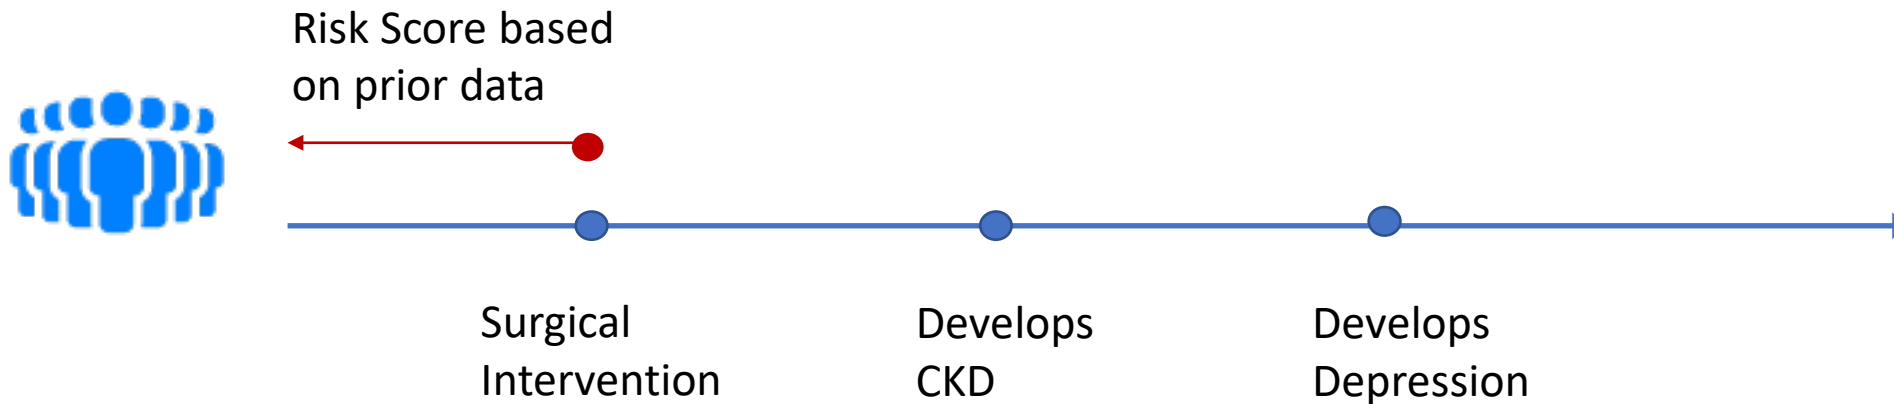 Risk Score based
on prior data
Surgical
Intervention
Develops
CKD
Develops
Depression